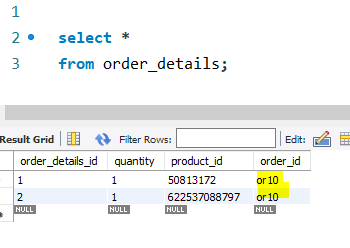 1
2 select *
3 from order_details;
Result Grid Filter Rows: Edit:
order_details_id quantity product_id order_id
1 1 50813172 or10
2 1 622537088797 or10
NULL NULL NULL NULL